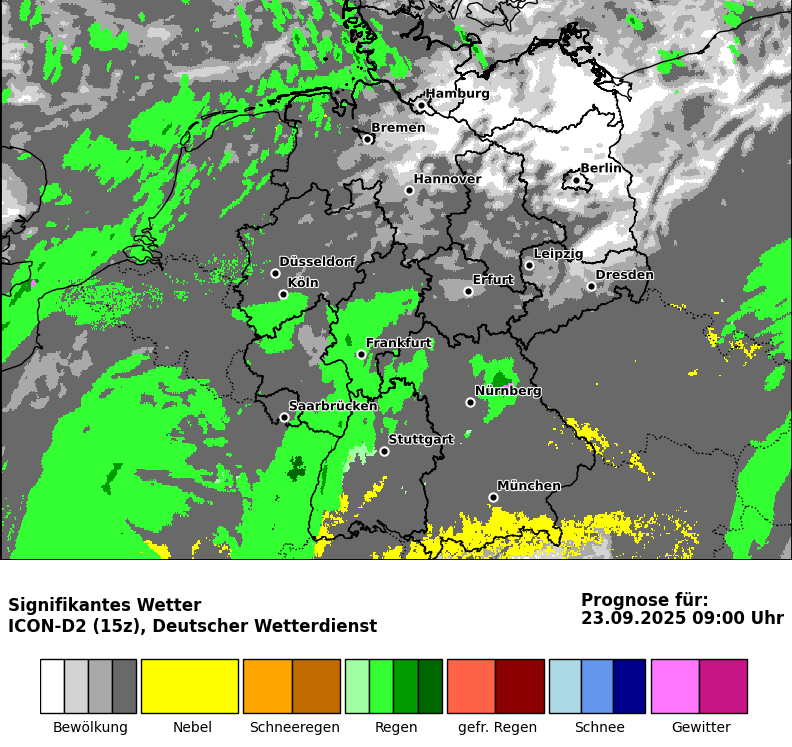 Hamburg
Bremen
Berlin
Hannover
Leipzig
Düsseldorf
Dresden
Köln
Erfurt
Frankfurt
Nürnberg
Saarbrücken
Stuttgart
München
Signifikantes Wetter
ICON-D2 (15z), Deutscher Wetterdienst
Prognose für:
23.09.2025 09:00 Uhr
Bewölkung Nebel Schneeregen Regen gefr. Regen Schnee Gewitter